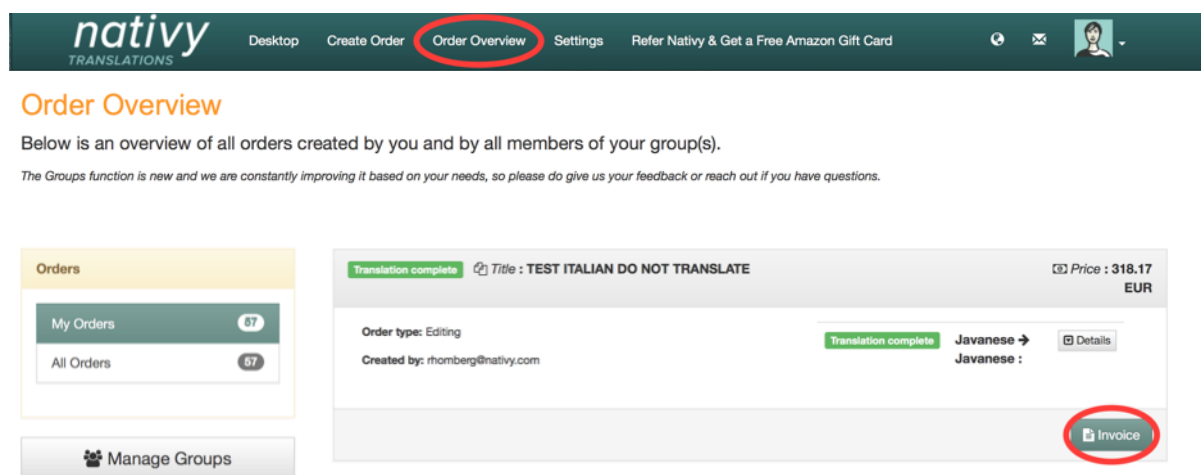 nativy
TRANSLATIONS
Desktop Create Order Order Overview Settings Refer Nativy & Get a Free Amazon Gift Card
Order Overview
Below is an overview of all orders created by you and by all members of your group(s).
The Groups function is new and we are constantly improving it based on your needs, so please do give us your feedback or reach out if you have questions.
Orders
My Orders 57
All Orders 57
Manage Groups
Translation complete Title : TEST ITALIAN DO NOT TRANSLATE
Price : 318.17
EUR
Order type: Editing
Created by: rhomberg@nativy.com
Translation complete Javanese → Details
Javanese :
Invoice